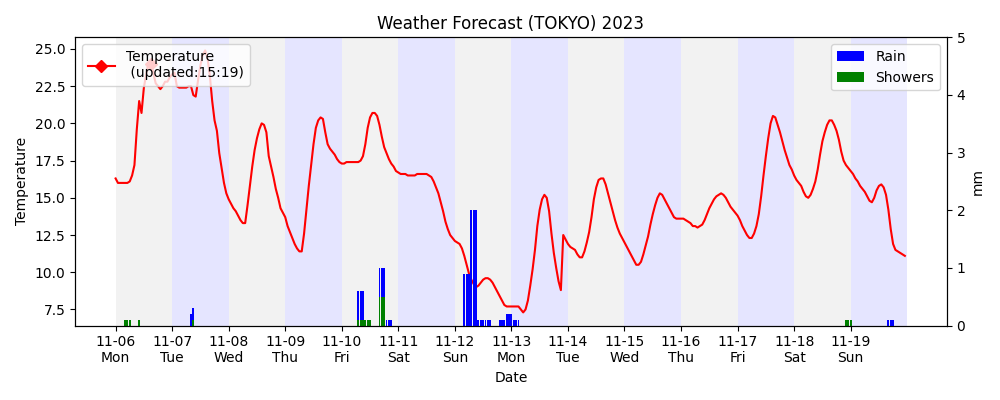 Weather Forecast (TOKYO) 2023
Temperature
(updated:15:19)
Rain
Showers
Temperature
25.0
22.5
20.0
17.5
15.0
12.5
10.0
7.5
5
4
3
2
1
0
mm
11-06 11-07 11-08 11-09 11-10 11-11 11-12 11-13 11-14 11-15 11-16 11-17 11-18 11-19
Mon Tue Wed Thu Fri Sat Sun Mon Tue Wed Thu Fri Sat Sun
Date